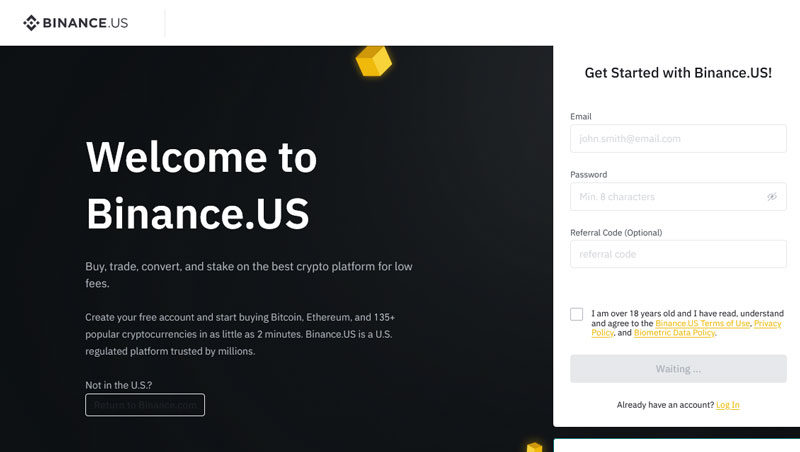 BINANCE.US
Welcome to
Binance.US
Buy, trade, convert, and stake on the best crypto platform for low
fees.
Create your free account and start buying Bitcoin, Ethereum, and 135+
popular cryptocurrencies in as little as 2 minutes. Binance.US is a U.S.
regulated platform trusted by millions.
Not in the U.S.?
Return to Binance.com
Get Started with Binance.US!
Email
john.smith@email.com
Password
Min. 8 characters
Referral Code (Optional)
referral code
I am over 18 years old and I have read, understand
and agree to the Binance.US Terms of Use, Privacy
Policy, and Biometric Data Policy.
Waiting ...
Already have an account? Log In